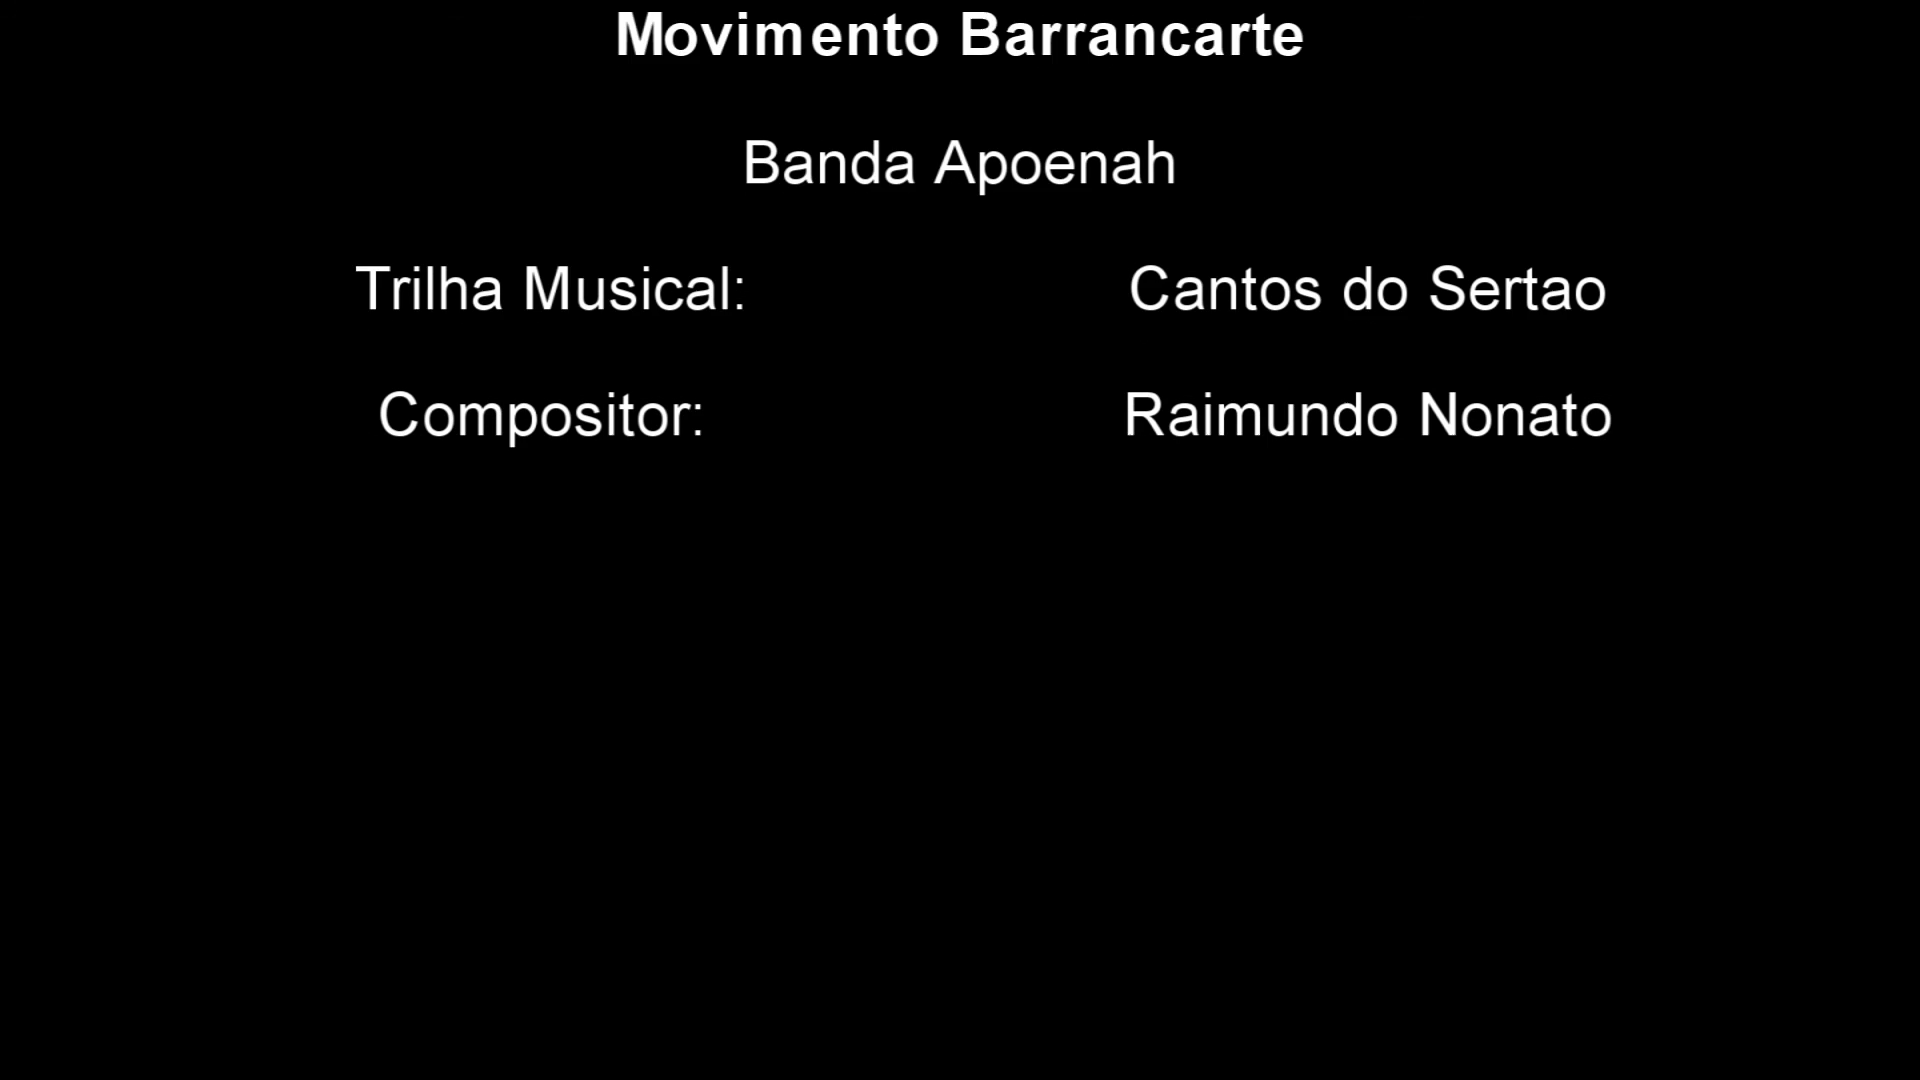 Movimento Barrancarte
Banda Apoenah
Trilha Musical: Cantos do Sertao
Compositor: Raimundo Nonato